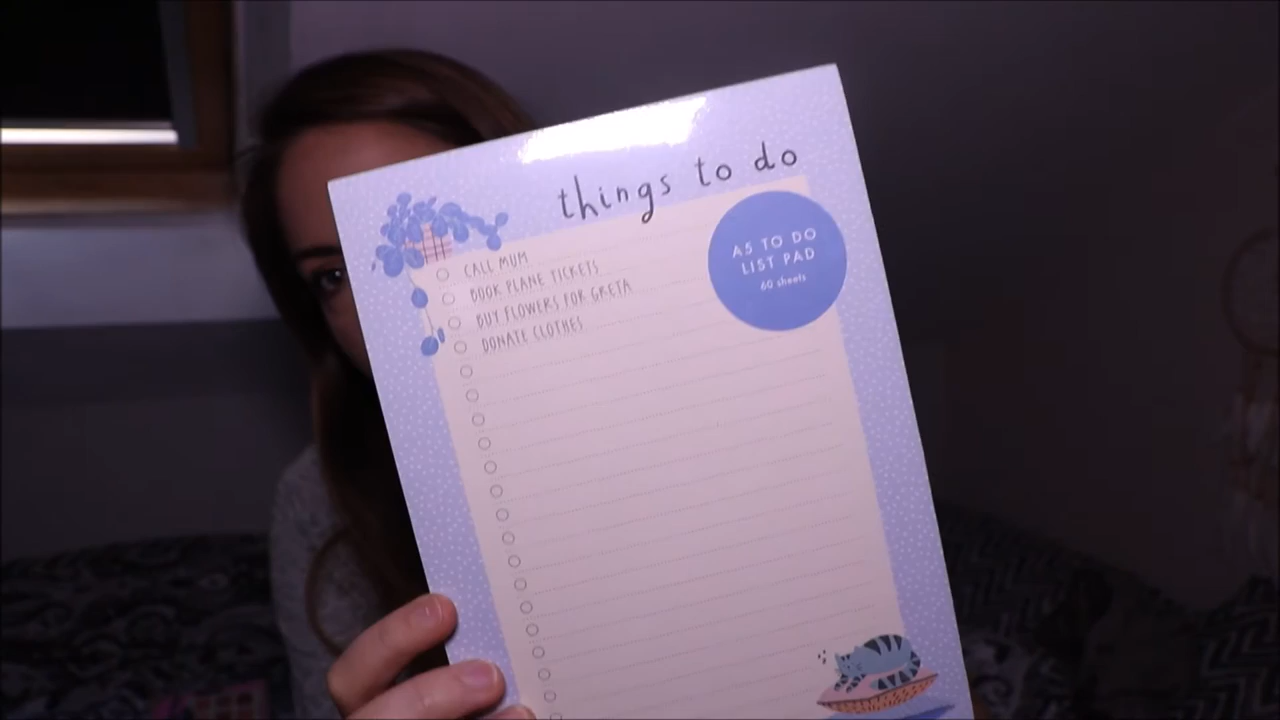 things to do
A5 TO DO
LIST PAD
60 sheets
CALL MUM
BOOK PLANE TICKETS
BUY FLOWERS FOR GRETA
DONATE CLOTHES